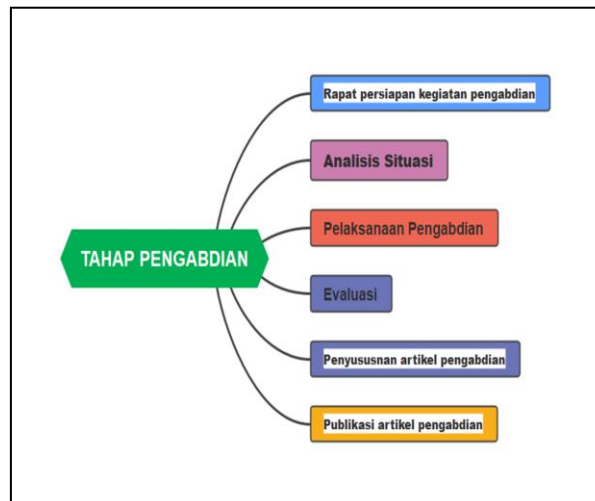 Rapat persiapan kegiatan pengabdian
Analisis Situasi
Pelaksanaan Pengabdian
TAHAP PENGABDIAN
Evaluasi
Penyususnan artikel pengabdian
Publikasi artikel pengabdian